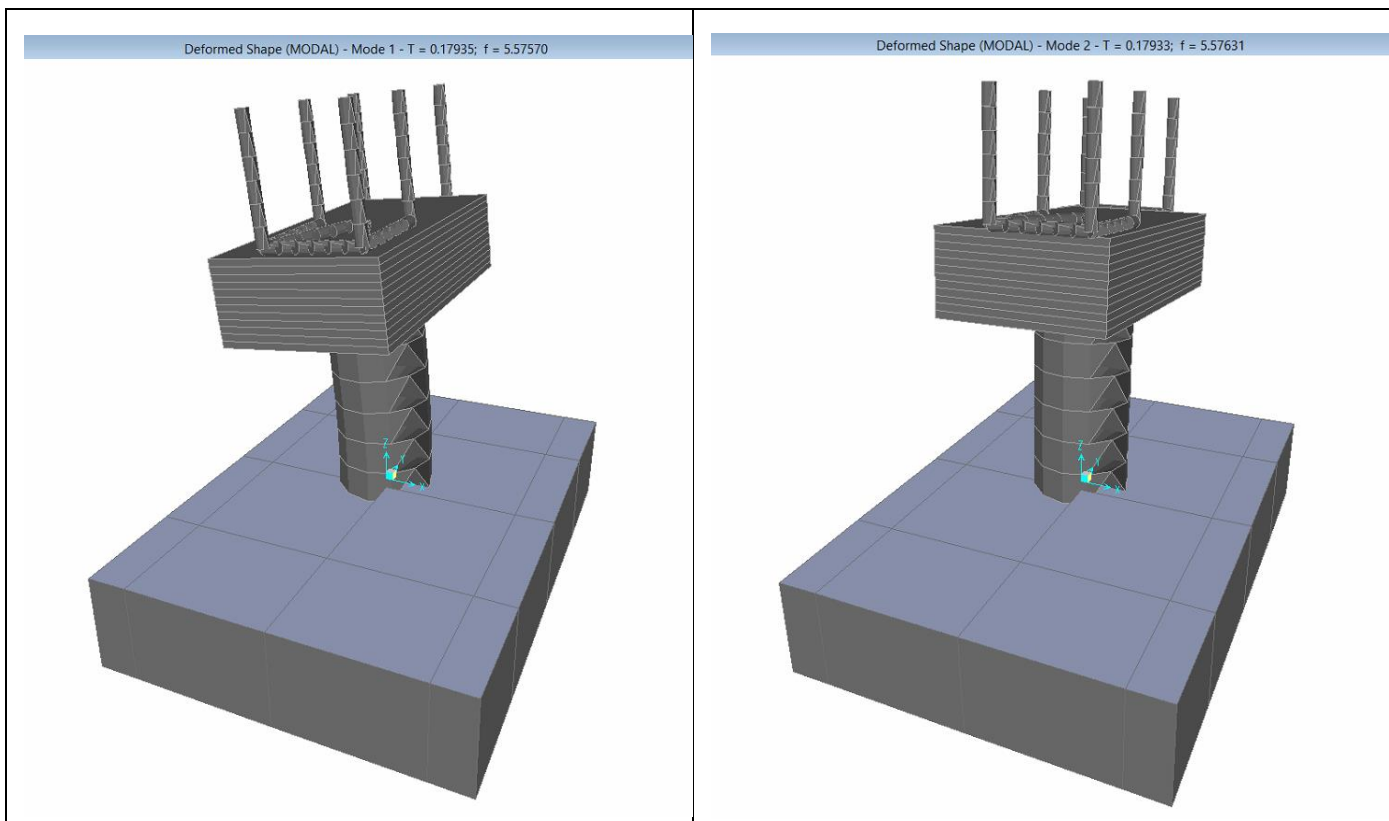 Deformed Shape (MODAL) - Mode 1 - T = 0.17935; f = 5.57570
Deformed Shape (MODAL) - Mode 2 - T = 0.17933; f = 5.57631
Z
Y
X
Z
Y
X